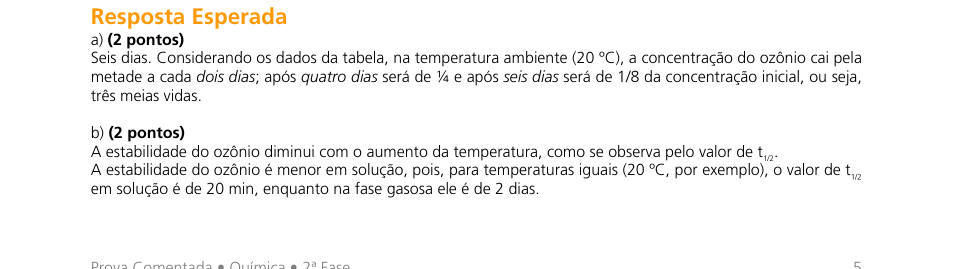 Resposta Esperada
a) (2 pontos)
Seis dias. Considerando os dados da tabela, na temperatura ambiente (20 ºC), a concentração do ozônio cai pela
metade a cada dois dias; após quatro dias será de ¼ e após seis dias será de 1/8 da concentração inicial, ou seja,
três meias vidas.
b) (2 pontos)
A estabilidade do ozônio diminui com o aumento da temperatura, como se observa pelo valor de t1/2.
A estabilidade do ozônio é menor em solução, pois, para temperaturas iguais (20 ºC, por exemplo), o valor de t1/2
em solução é de 20 min, enquanto na fase gasosa ele é de 2 dias.
Prova Comentada • Química • 2ª Fase 5